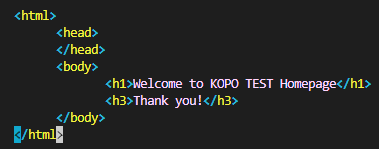 <html>
<head>
</head>
<body>
<h1>Welcome to KOPO TEST Homepage</h1>
<h3>Thank you!</h3>
</body>
</html>